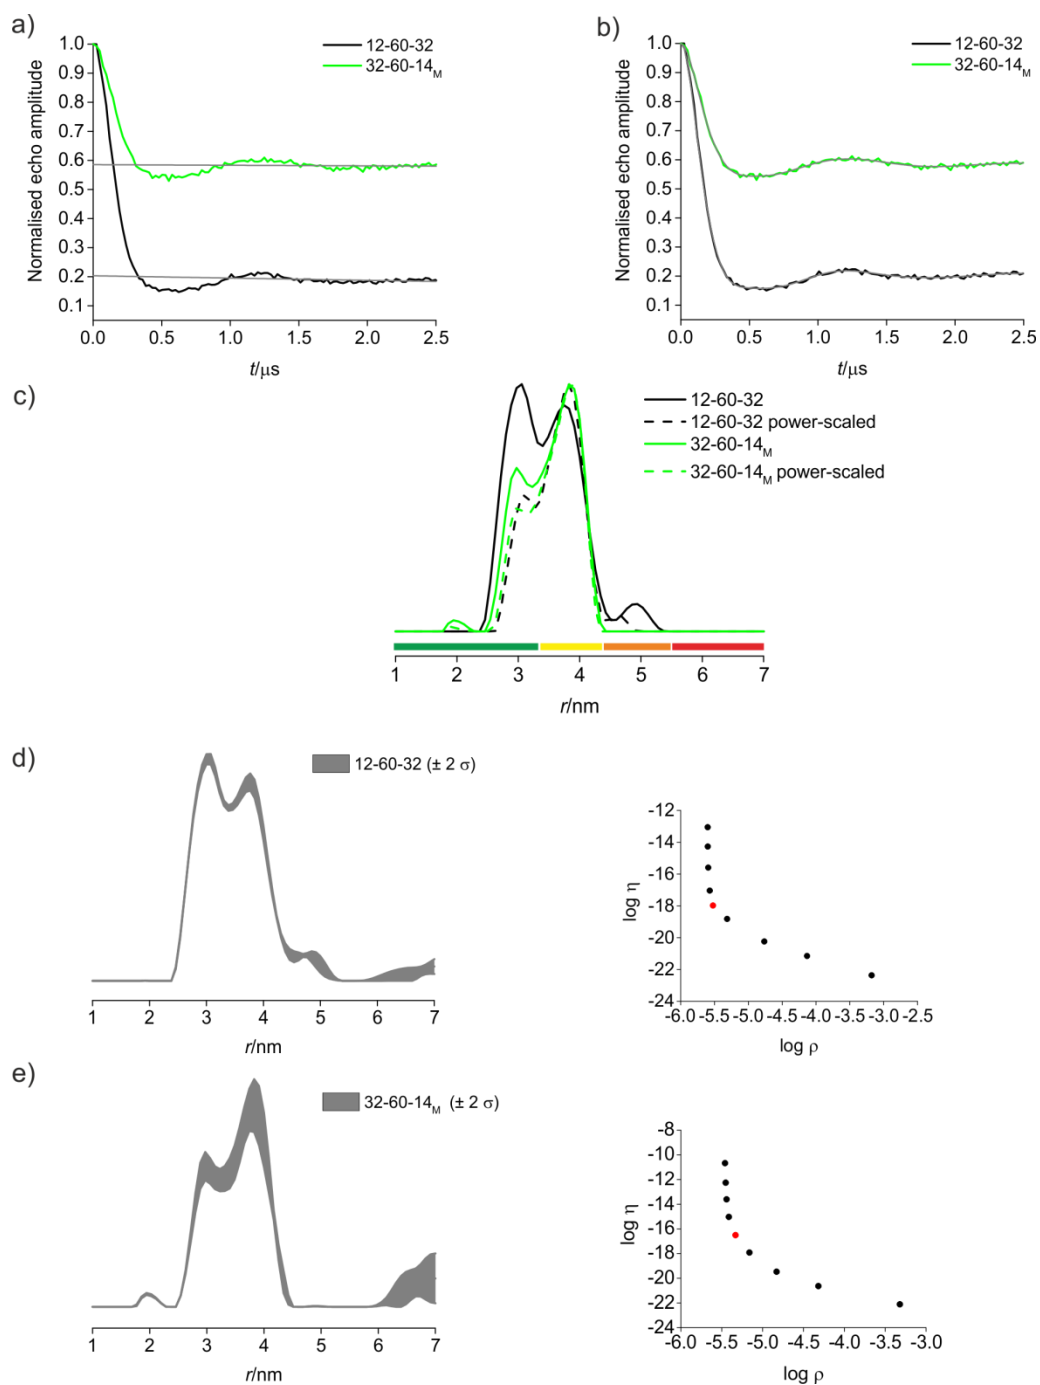 a)
1.0
0.9
0.8
0.7
0.6
0.5
0.4
0.3
0.2
0.1
Normalised echo amplitude
12-60-32
32-60-14M
0.0 0.5 1.0 1.5 2.0 2.5
t/μs
b)
1.0
0.9
0.8
0.7
0.6
0.5
0.4
0.3
0.2
0.1
Normalised echo amplitude
12-60-32
32-60-14M
0.0 0.5 1.0 1.5 2.0 2.5
t/μs
c)
12-60-32
12-60-32 power-scaled
32-60-14M
32-60-14M power-scaled
1 2 3 4 5 6 7
r/nm
d)
12-60-32 (± 2 σ)
1 2 3 4 5 6 7
r/nm
-12
-14
-16
-18
-20
-22
-24
log η
-6.0 -5.5 -5.0 -4.5 -4.0 -3.5 -3.0 -2.5
log ρ
e)
32-60-14M (± 2 σ)
1 2 3 4 5 6 7
r/nm
-8
-10
-12
-14
-16
-18
-20
-22
-24
log η
-6.0 -5.5 -5.0 -4.5 -4.0 -3.5 -3.0
log ρ